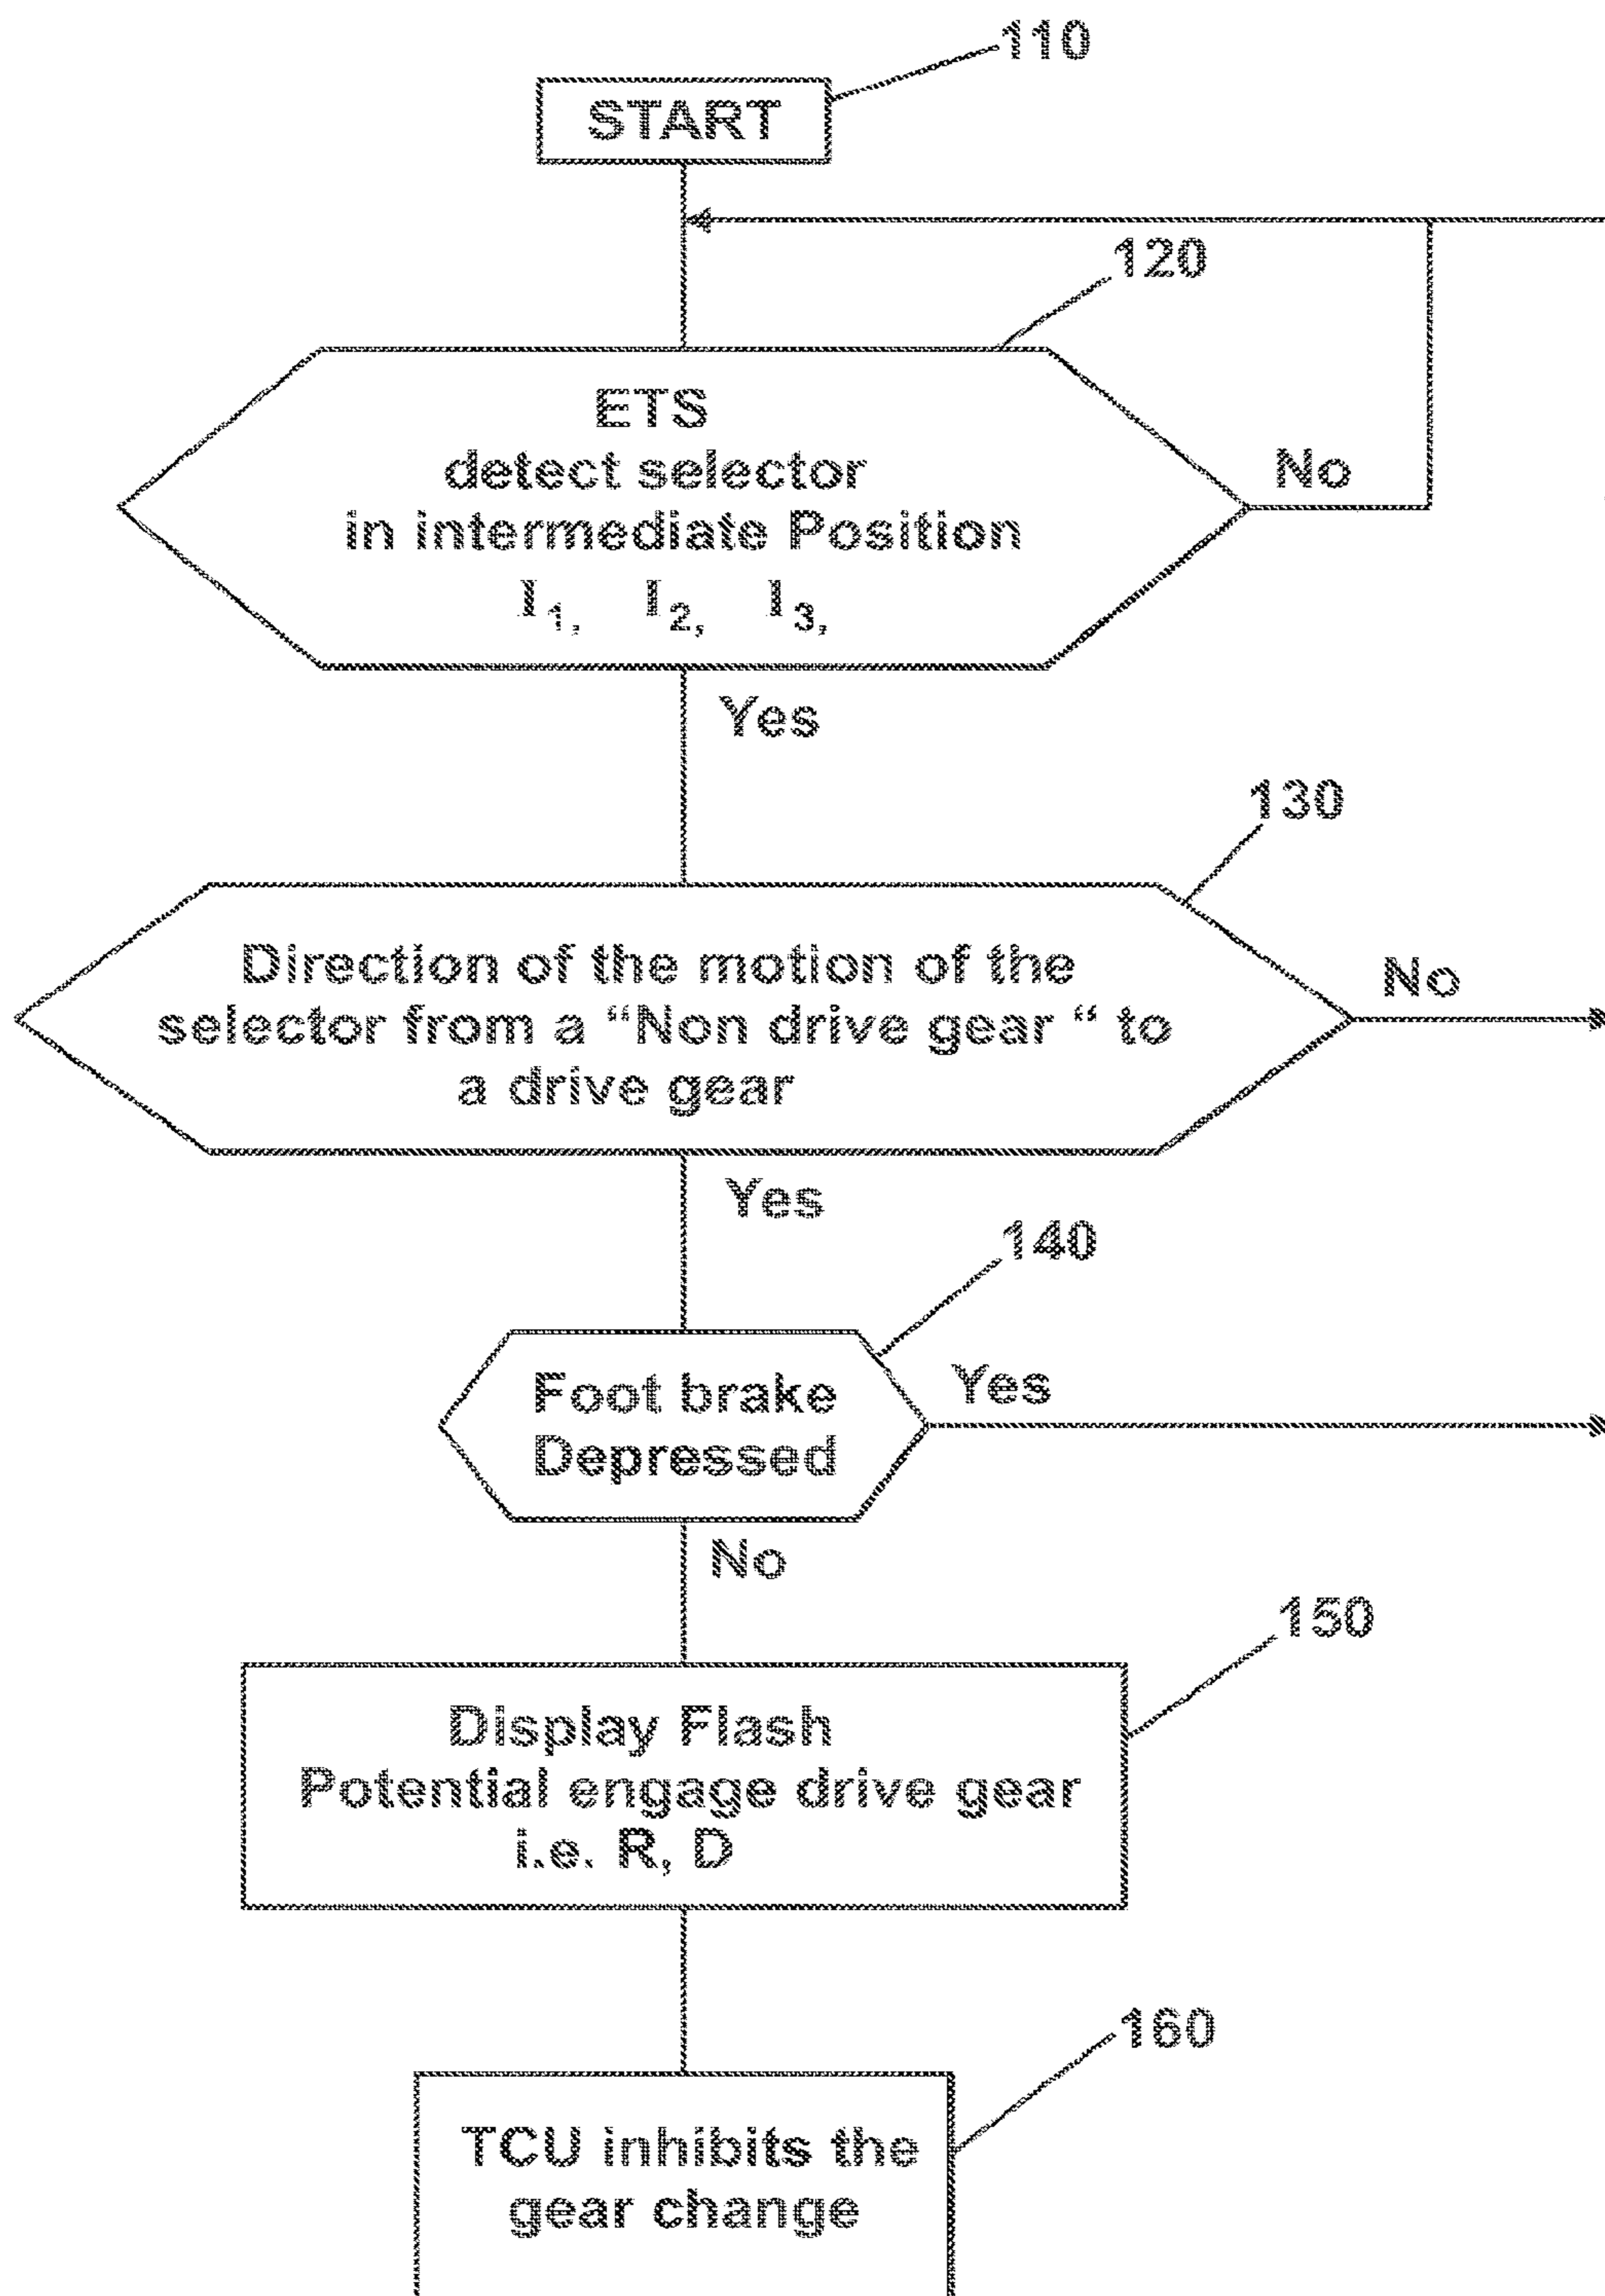 110
START
120
ETS
detect selector
in intermediate Position
I1, I2, I3,
No
Yes
130
Direction of the motion of the
selector from a “Non drive gear “ to
a drive gear
No
Yes
140
Foot brake
Depressed
Yes
No
150
Display Flash
Potential engage drive gear
i.e. R, D
160
TCU inhibits the
gear change